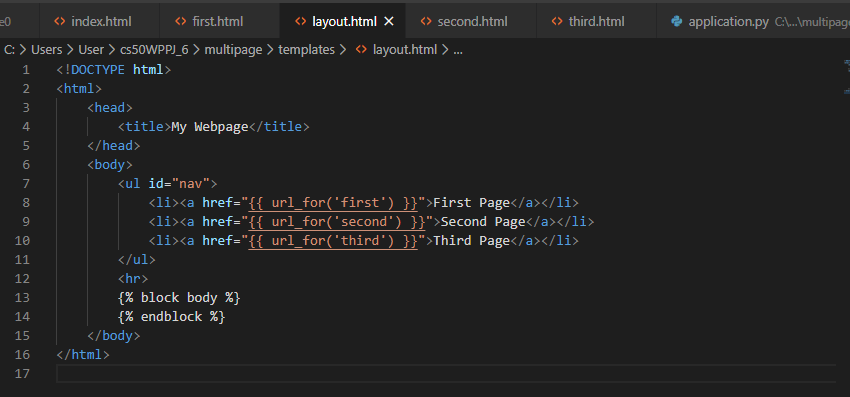 e0 index.html first.html layout.html second.html third.html application.py C:\...\multipage
C: > Users > User > cs50WPPJ_6 > multipage > templates > layout.html > ...
1 <!DOCTYPE html>
2 <html>
3 <head>
4 <title>My Webpage</title>
5 </head>
6 <body>
7 <ul id="nav">
8 <li><a href="{{ url_for('first') }}">First Page</a></li>
9 <li><a href="{{ url_for('second') }}">Second Page</a></li>
10 <li><a href="{{ url_for('third') }}">Third Page</a></li>
11 </ul>
12 <hr>
13 {% block body %}
14 {% endblock %}
15 </body>
16 </html>
17